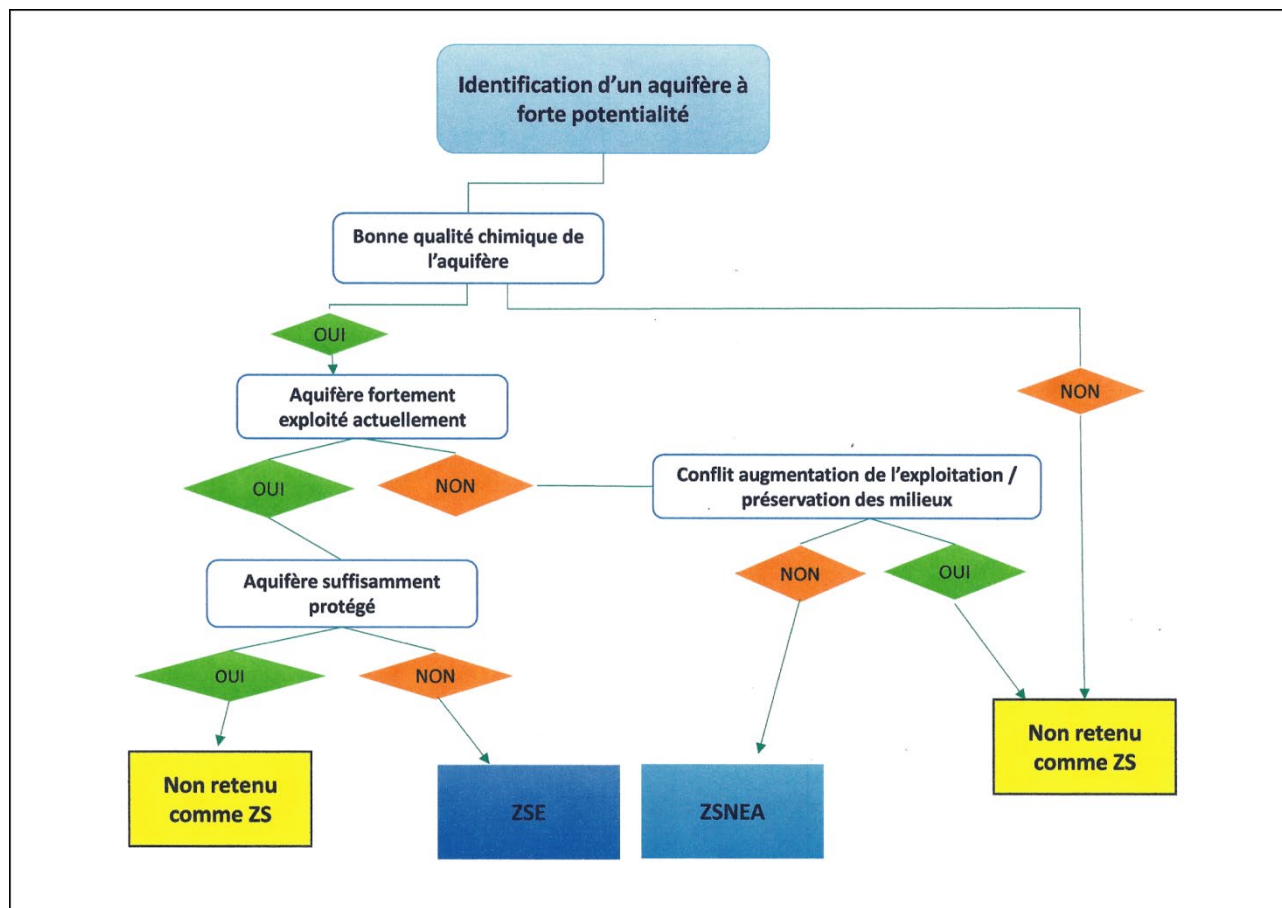 Identification d’un aquifère à
forte potentialité
Bonne qualité chimique de
l’aquifère
OUI
NON
Aquifère fortement
exploité actuellement
OUI
NON
Conflit augmentation de l’exploitation /
préservation des milieux
NON
OUI
Aquifère suffisamment
protégé
OUI
NON
Non retenu
comme ZS
ZSE
ZSNEA
Non retenu
comme ZS